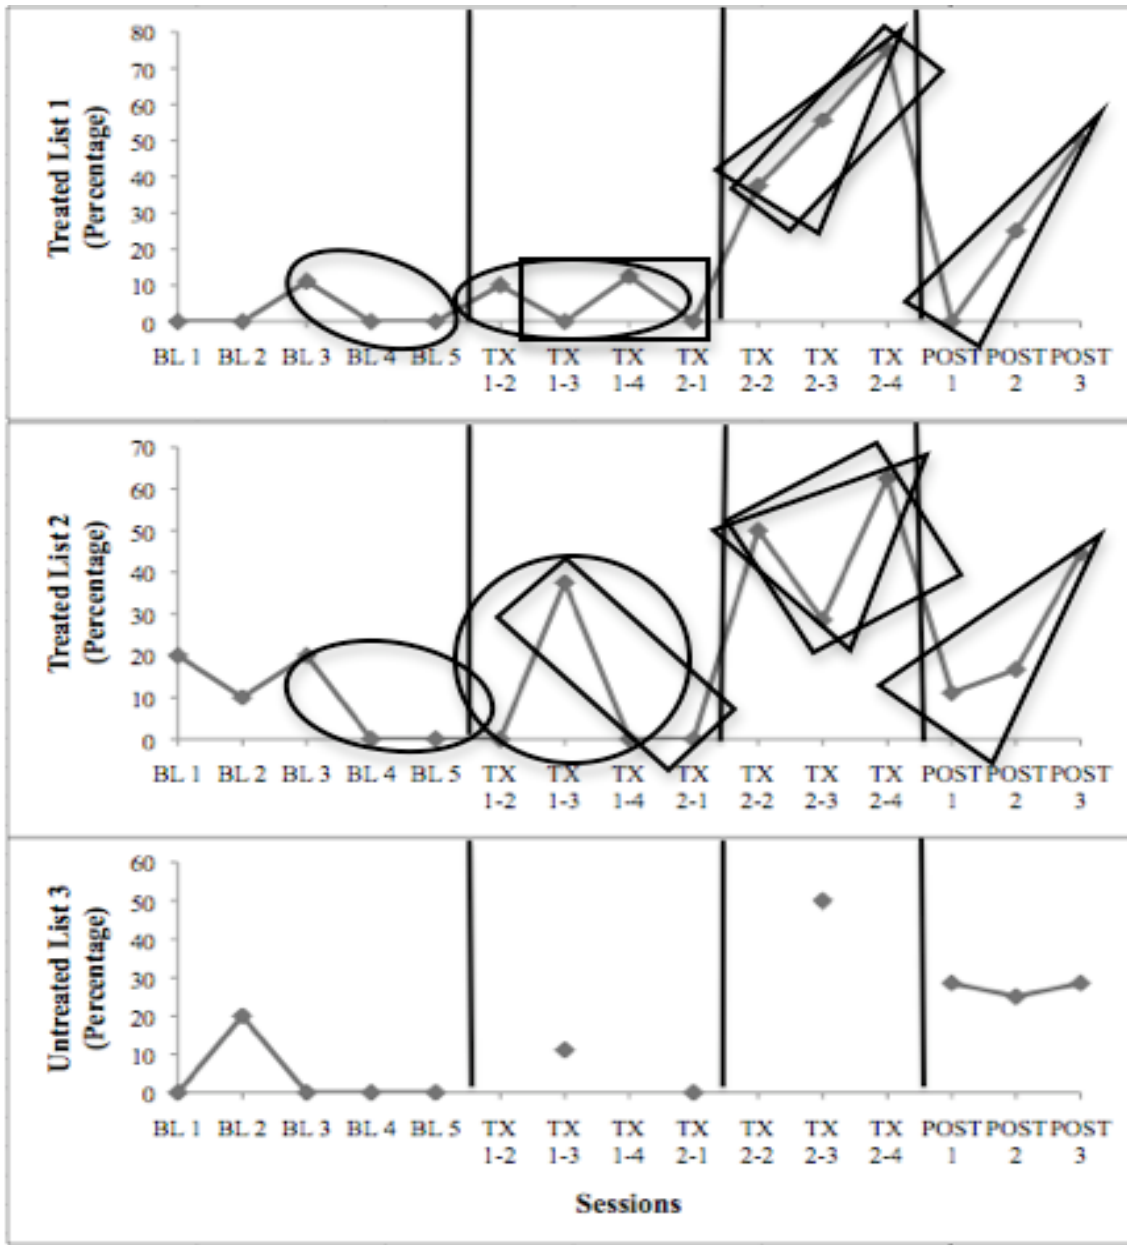 Treated List 1
(Percentage)
80
70
60
50
40
30
20
10
0
BL 1 BL 2 BL 3 BL 4 BL 5 TX 1-2 TX 1-3 TX 1-4 TX 2-1 TX 2-2 TX 2-3 TX 2-4 POST 1 POST 2 POST 3
Treated List 2
(Percentage)
70
60
50
40
30
20
10
0
BL 1 BL 2 BL 3 BL 4 BL 5 TX 1-2 TX 1-3 TX 1-4 TX 2-1 TX 2-2 TX 2-3 TX 2-4 POST 1 POST 2 POST 3
Untreated List 3
(Percentage)
60
50
40
30
20
10
0
BL 1 BL 2 BL 3 BL 4 BL 5 TX 1-2 TX 1-3 TX 1-4 TX 2-1 TX 2-2 TX 2-3 TX 2-4 POST 1 POST 2 POST 3
Sessions